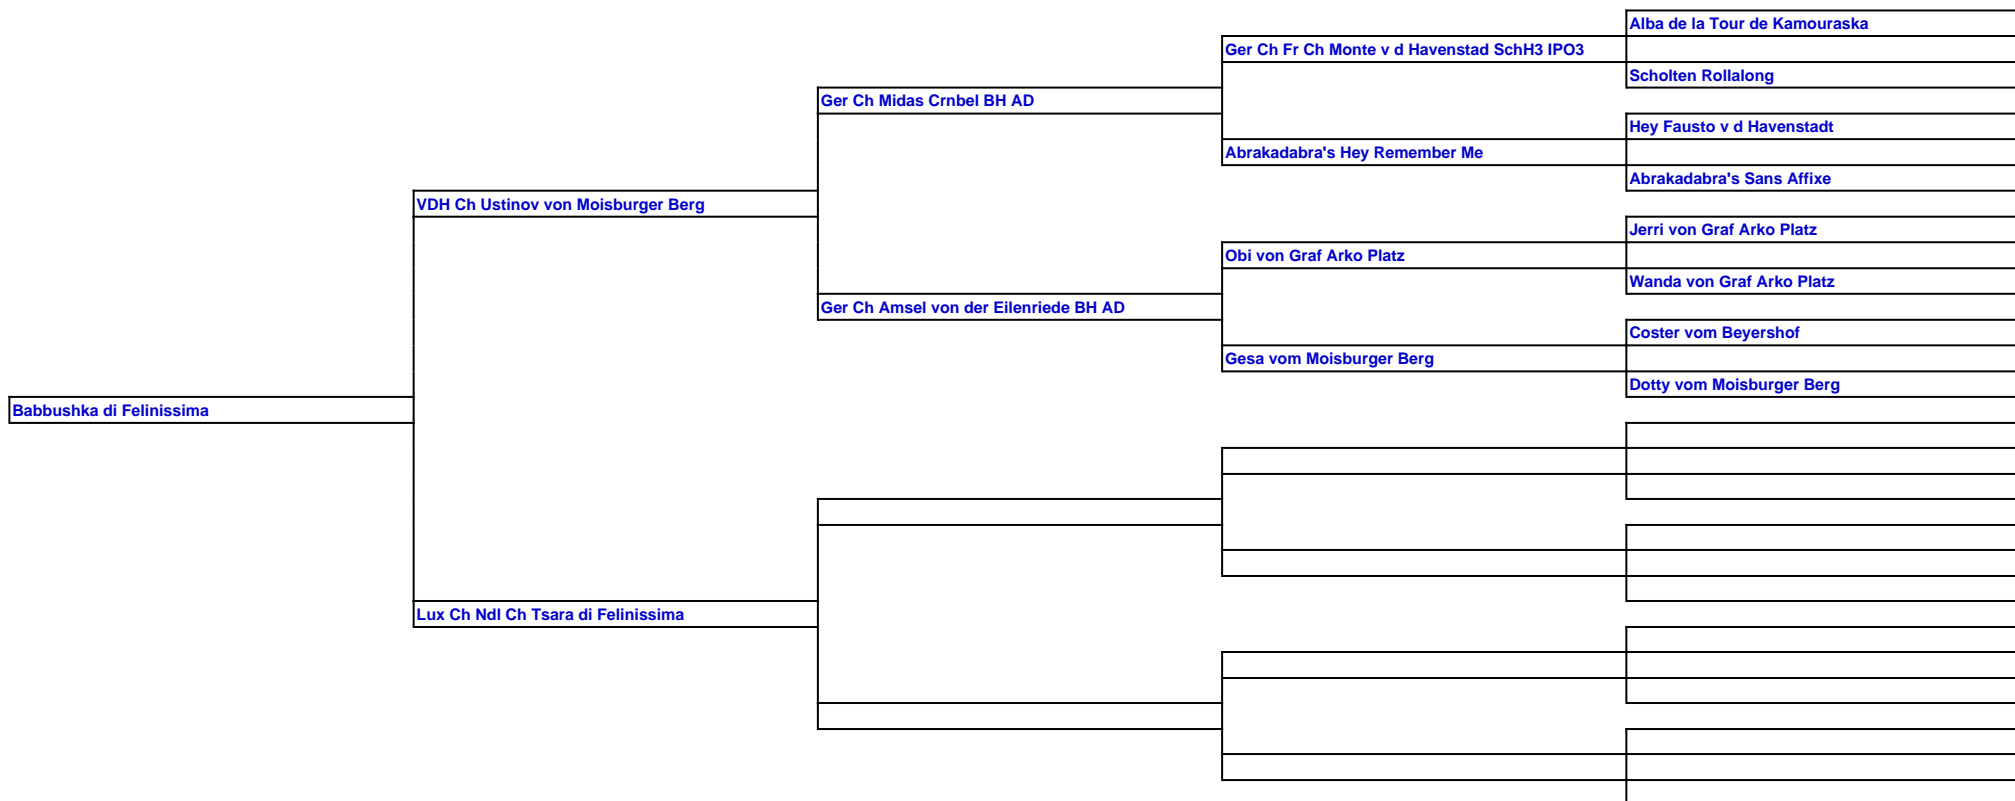 Alba de la Tour de Kamouraska
Ger Ch Fr Ch Monte v d Havenstad SchH3 IPO3
Scholten Rollalong
Ger Ch Midas Crnbel BH AD
Hey Fausto v d Havenstadt
Abrakadabra's Hey Remember Me
Abrakadabra's Sans Affixe
VDH Ch Ustinov von Moisburger Berg
Jerri von Graf Arko Platz
Obi von Graf Arko Platz
Wanda von Graf Arko Platz
Ger Ch Amsel von der Eilenriede BH AD
Coster vom Beyershof
Gesa vom Moisburger Berg
Dotty vom Moisburger Berg
Babbushka di Felinissima
Lux Ch Ndl Ch Tsara di Felinissima